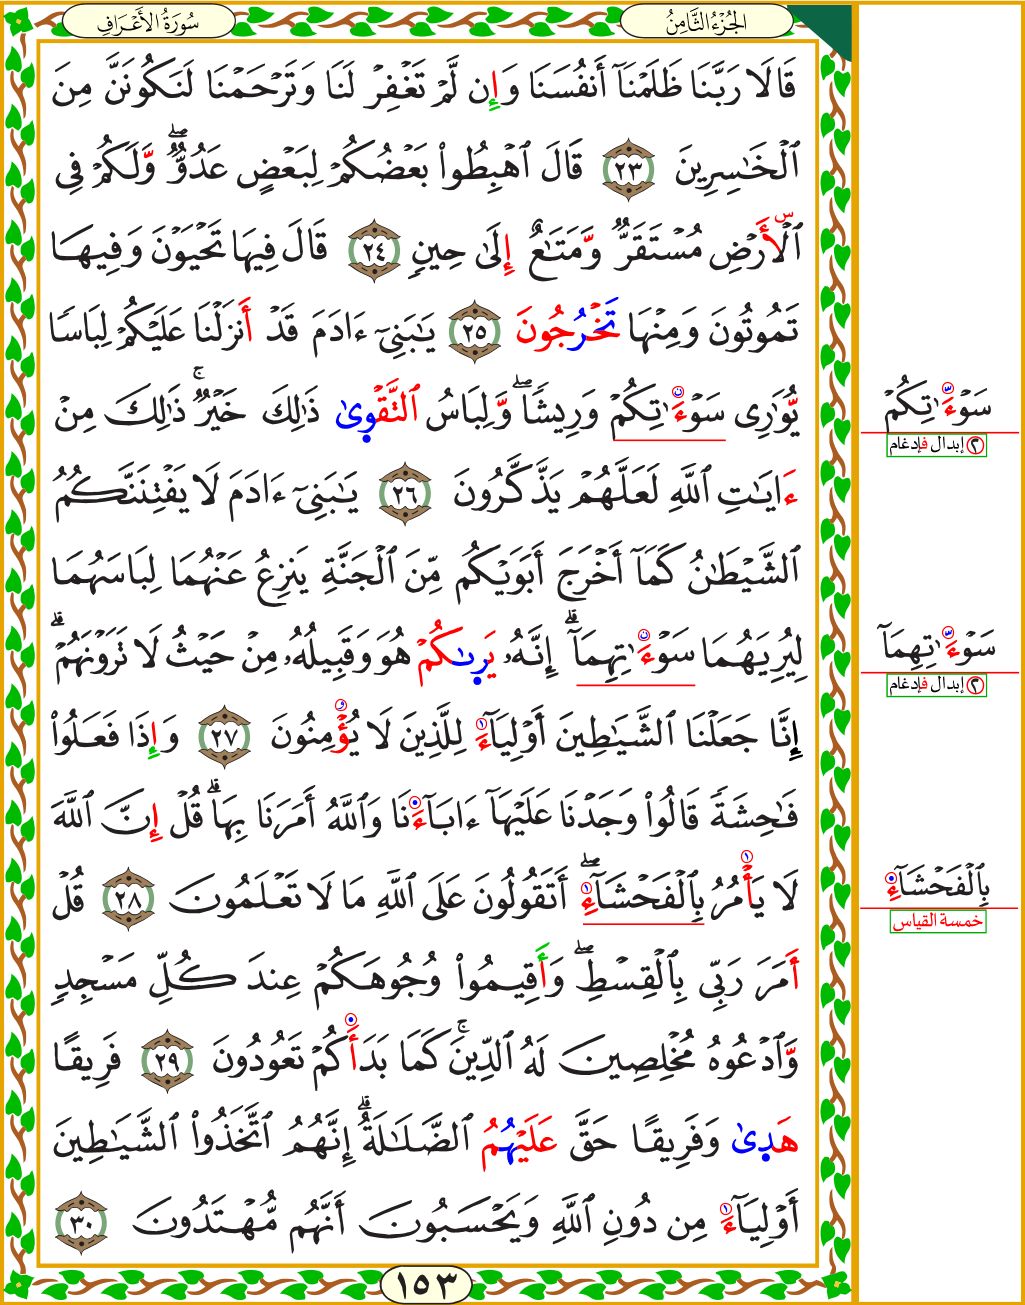 سُورَةُ الأَعْرَافِ
الجُزْءُ الثَّامِنُ
قَالَا رَبَّنَا ظَلَمْنَآ أَنفُسَنَا وَإِن لَّمْ تَغْفِرْ لَنَا وَتَرْحَمْنَا لَنَكُونَنَّ مِنَ
ٱلْخَٰسِرِينَ ٢٣ قَالَ ٱهْبِطُوا۟ بَعْضُكُمْ لِبَعْضٍ عَدُوٌّۖ وَّلَكُمْ فِى
ٱلْأَرْضِ مُسْتَقَرٌّ وَّمَتَٰعٌ إِلَىٰ حِينٍ ٢٤ قَالَ فِيهَا تَحْيَوْنَ وَفِيهَا
تَمُوتُونَ وَمِنْهَا تَخْرُجُونَ ٢٥ يَٰبَنِىٓ ءَادَمَ قَدْ أَنزَلْنَا عَلَيْكُمْ لِبَاسًا
يُّوَٰرِى سَوْءَٰتِكُمْ وَرِيشًاۖ وَّلِبَاسُ ٱلتَّقْوِىٰ ذَٰلِكَ خَيْرٌۚ ذَٰلِكَ مِنْ
ءَايَٰتِ ٱللَّهِ لَعَلَّهُمْ يَذَّكَّرُونَ ٢٦ يَٰبَنِىٓ ءَادَمَ لَا يَفْتِنَنَّكُمُ
ٱلشَّيْطَٰنُ كَمَآ أَخْرَجَ أَبَوَيْكُم مِّنَ ٱلْجَنَّةِ يَنزِعُ عَنْهُمَا لِبَاسَهُمَا
لِيُرِيَهُمَا سَوْءَٰتِهِمَآۗ إِنَّهُۥ يَرِىٰكُمْ هُوَ وَقَبِيلُهُۥ مِنْ حَيْثُ لَا تَرَوْنَهُمْۗ
إِنَّا جَعَلْنَا ٱلشَّيَٰطِينَ أَوْلِيَآءَ لِلَّذِينَ لَا يُؤْمِنُونَ ٢٧ وَإِذَا فَعَلُوا۟
فَٰحِشَةً قَالُوا۟ وَجَدْنَا عَلَيْهَآ ءَابَآءَنَا وَٱللَّهُ أَمَرَنَا بِهَاۗ قُلْ إِنَّ ٱللَّهَ
لَا يَأْمُرُ بِٱلْفَحْشَآءِۖ أَتَقُولُونَ عَلَى ٱللَّهِ مَا لَا تَعْلَمُونَ ٢٨ قُلْ
أَمَرَ رَبِّى بِٱلْقِسْطِۖ وَأَقِيمُوا۟ وُجُوهَكُمْ عِندَ كُلِّ مَسْجِدٍ
وَّٱدْعُوهُ مُخْلِصِينَ لَهُ ٱلدِّينَۚ كَمَا بَدَأَكُمْ تَعُودُونَ ٢٩ فَرِيقًا
هَدِىٰ وَفَرِيقًا حَقَّ عَلَيْهُمُ ٱلضَّلَٰلَةُۗ إِنَّهُمُ ٱتَّخَذُوا۟ ٱلشَّيَٰطِينَ
أَوْلِيَآءَ مِن دُونِ ٱللَّهِ وَيَحْسَبُونَ أَنَّهُم مُّهْتَدُونَ ٣٠
سَوْءَٰتِكُمْ
٢ إبدال فإدغام
سَوْءَٰتِهِمَآ
٢ إبدال فإدغام
بِٱلْفَحْشَآءِ
خمسة القياس
١٥٣